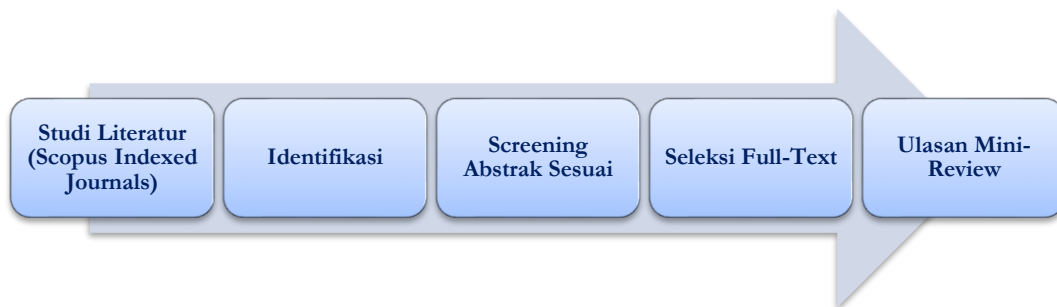 Studi Literatur
(Scopus Indexed
Journals)
Identifikasi
Screening
Abstrak Sesuai
Seleksi Full-Text
Ulasan Mini-
Review